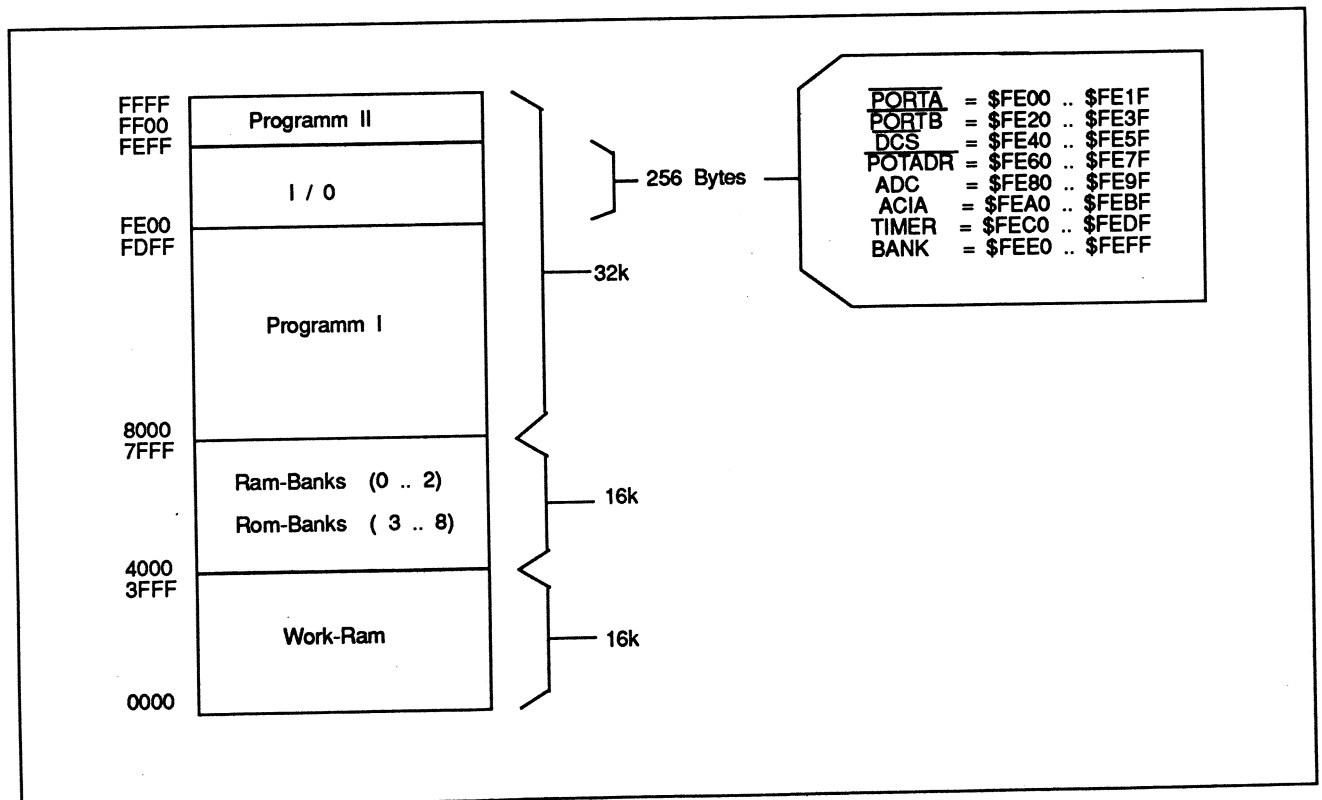 FFFF
FF00
FEFF
Programm II
I / 0
256 Bytes
FE00
FDFF
32k
Programm I
8000
7FFF
Ram-Banks (0 .. 2)
Rom-Banks ( 3 .. 8)
16k
4000
3FFF
Work-Ram
16k
0000
PORTA = $FE00 .. $FE1F
PORTB = $FE20 .. $FE3F
DCS = $FE40 .. $FE5F
POTADR = $FE60 .. $FE7F
ADC = $FE80 .. $FE9F
ACIA = $FEA0 .. $FEBF
TIMER = $FEC0 .. $FEDF
BANK = $FEE0 .. $FEFF